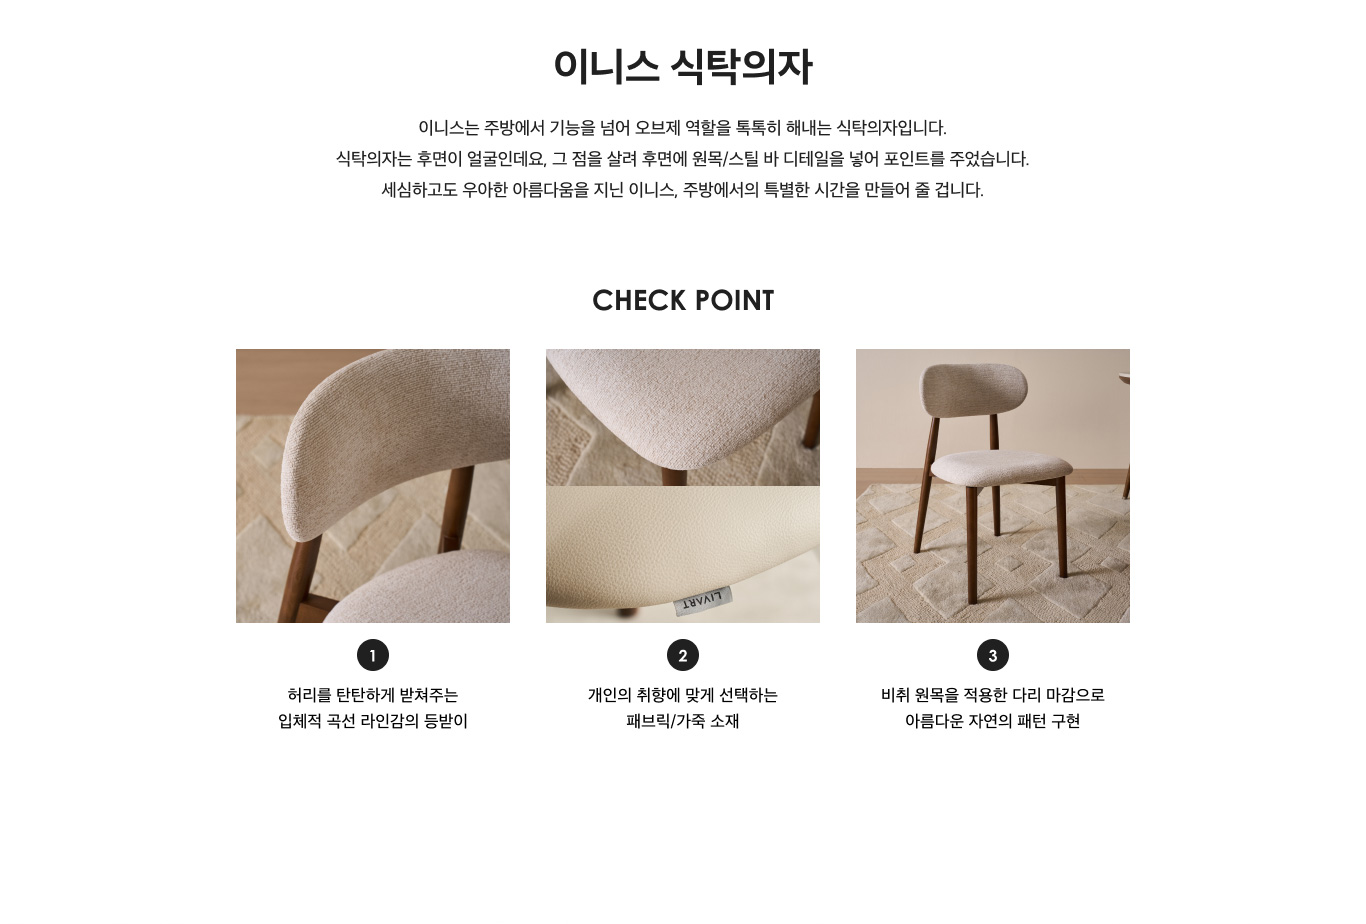 이니스 식탁의자
이니스는 주방에서 기능을 넘어 오브제 역할을 톡톡히 해내는 식탁의자입니다.
식탁의자는 후면이 얼굴인데요, 그 점을 살려 후면에 원목/스틸 바 디테일을 넣어 포인트를 주었습니다.
세심하고도 우아한 아름다움을 지닌 이니스, 주방에서의 특별한 시간을 만들어 줄 겁니다.
CHECK POINT
LIVART
1
허리를 탄탄하게 받쳐주는
입체적 곡선 라인감의 등받이
2
개인의 취향에 맞게 선택하는
패브릭/가죽 소재
3
비취 원목을 적용한 다리 마감으로
아름다운 자연의 패턴 구현